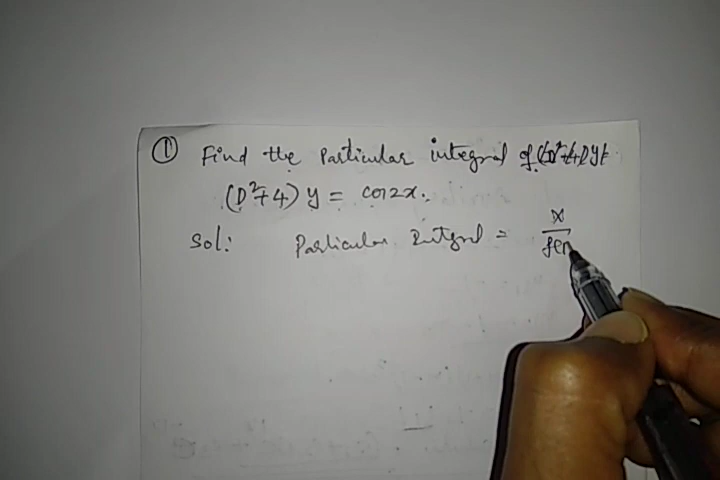 ① Find the Particular integral of
(D²+4) y = cos2x.
Sol: Particular Integral = X